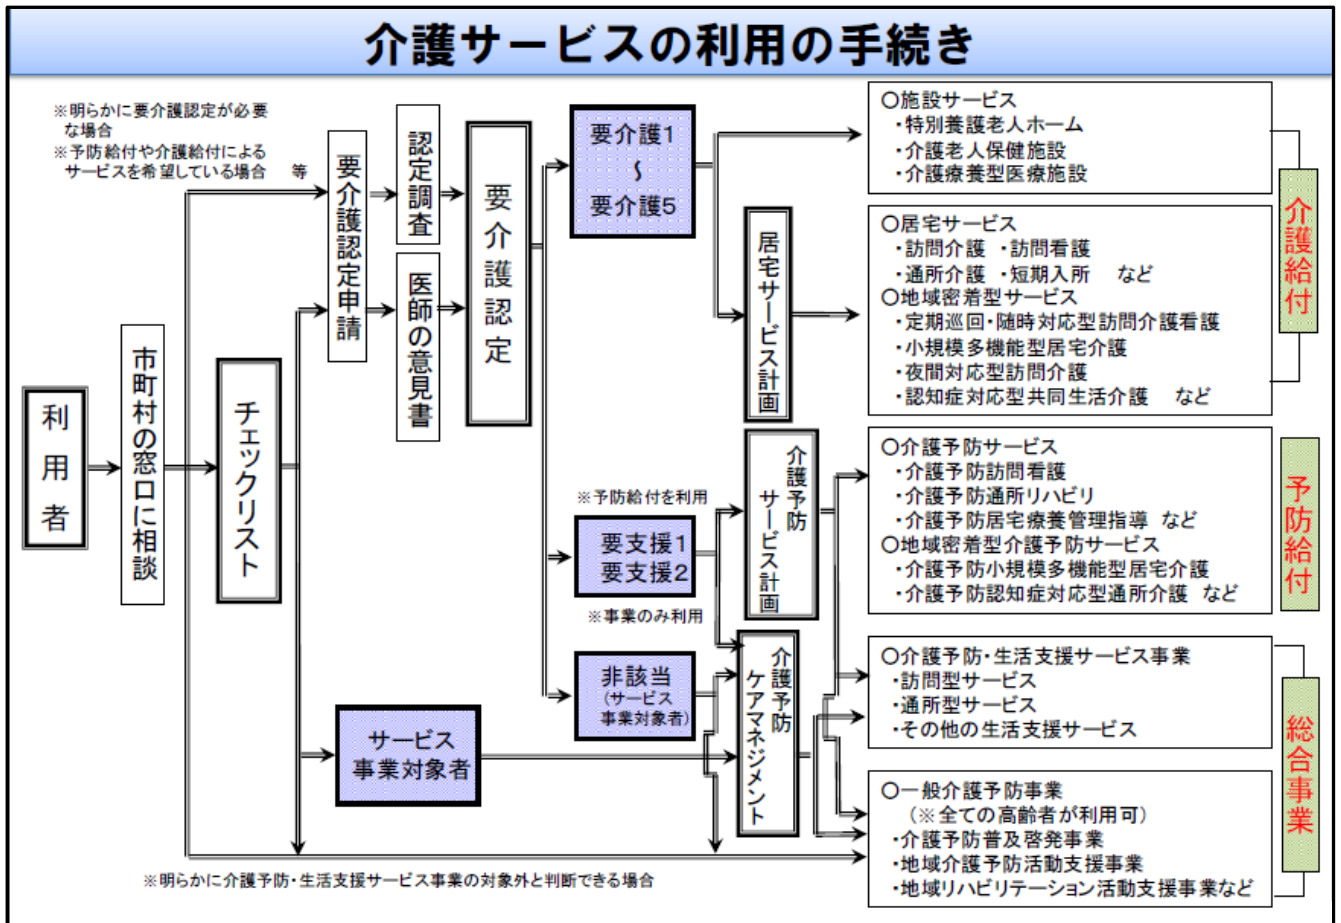 介護サービスの利用の手続き
※明らかに要介護認定が必要
な場合
※予防給付や介護給付による
サービスを希望している場合 等
利用者
市町村の窓口に相談
チェックリスト
要介護認定申請
認定調査
医師の意見書
要介護認定
要介護1
〜
要介護5
※予防給付を利用
要支援1
要支援2
※事業のみ利用
非該当
(サービス
事業対象者)
サービス
事業対象者
居宅サービス計画
介護予防
サービス計画
介護予防
ケアマネジメント
○施設サービス
・特別養護老人ホーム
・介護老人保健施設
・介護療養型医療施設
○居宅サービス
・訪問介護 ・訪問看護
・通所介護 ・短期入所 など
○地域密着型サービス
・定期巡回・随時対応型訪問介護看護
・小規模多機能型居宅介護
・夜間対応型訪問介護
・認知症対応型共同生活介護 など
介護給付
○介護予防サービス
・介護予防訪問看護
・介護予防通所リハビリ
・介護予防居宅療養管理指導 など
○地域密着型介護予防サービス
・介護予防小規模多機能型居宅介護
・介護予防認知症対応型通所介護 など
予防給付
○介護予防・生活支援サービス事業
・訪問型サービス
・通所型サービス
・その他の生活支援サービス
○一般介護予防事業
(※全ての高齢者が利用可)
・介護予防普及啓発事業
・地域介護予防活動支援事業
・地域リハビリテーション活動支援事業など
総合事業
※明らかに介護予防・生活支援サービス事業の対象外と判断できる場合